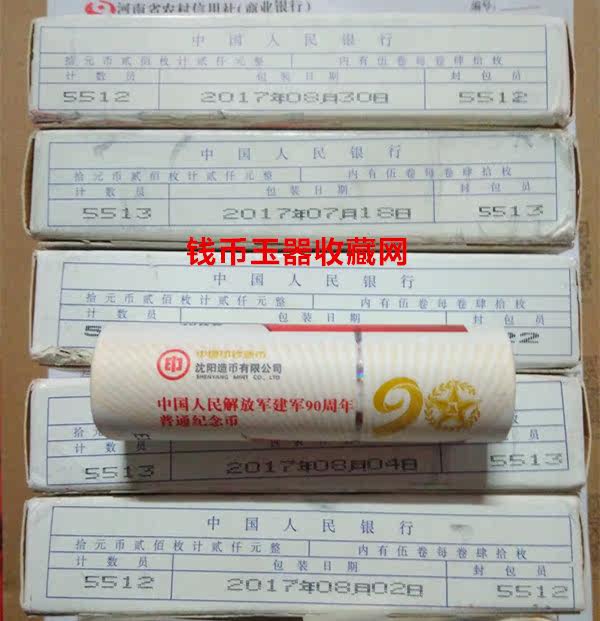 河南省农村信用社(商业银行)
编号:
中国人民银行
拾元币贰佰枚计贰仟元整 内有伍卷每卷肆拾枚
计数员 包装日期 封包员
5512 2017年08月30日 5512
中国人民银行
拾元币贰佰枚计贰仟元整 内有伍卷每卷肆拾枚
计数员 包装日期 封包员
5513 2017年07月18日 5513
钱币玉器收藏网
中国人民银行
拾元币贰佰枚计贰仟元整 内有伍卷每卷肆拾枚
计数员 包装日期 封包员
印
沈阳造币有限公司
SHENYANG MINT CO., LTD
中国人民解放军建军90周年
普通纪念币
90
5513 2017年08月04日 5513
中国人民银行
拾元币贰佰枚计贰仟元整 内有伍卷每卷肆拾枚
计数员 包装日期 封包员
5512 2017年08月02日 5512